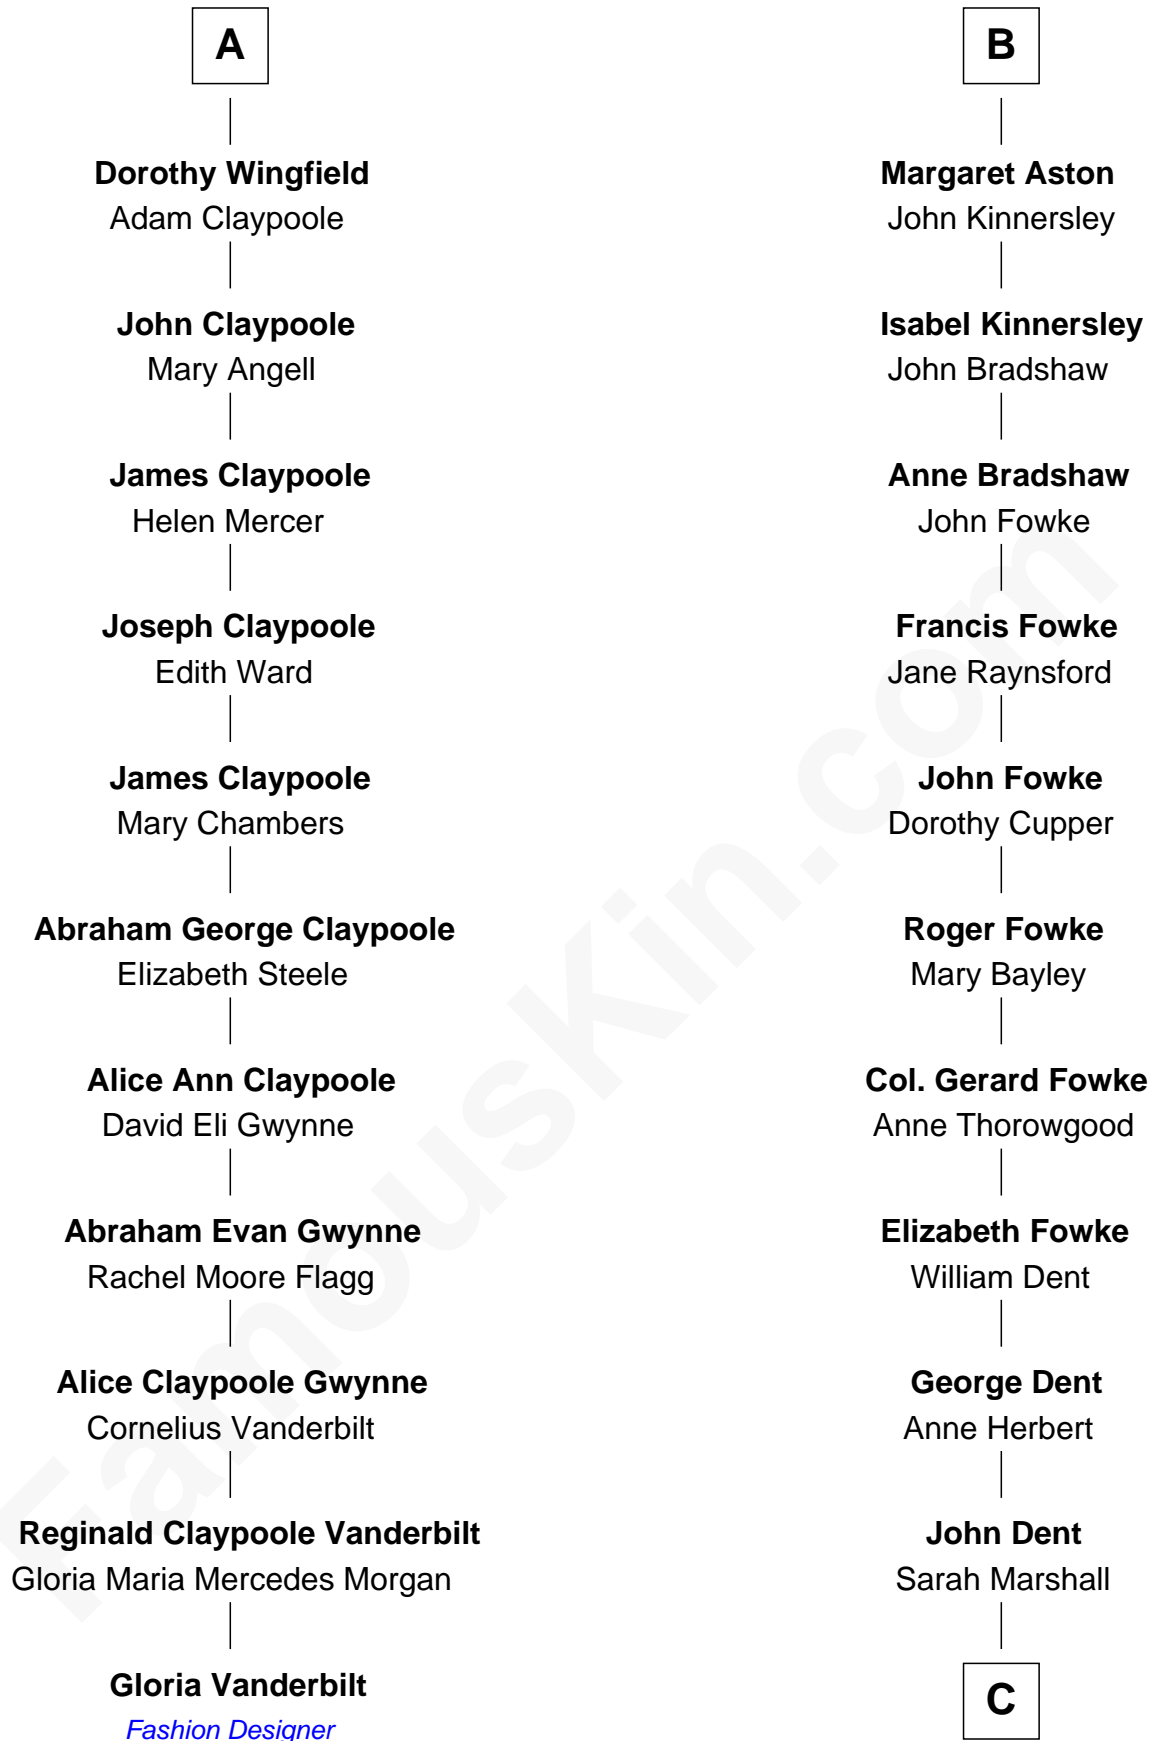 A
Dorothy Wingfield
Adam Claypoole
John Claypoole
Mary Angell
James Claypoole
Helen Mercer
Joseph Claypoole
Edith Ward
James Claypoole
Mary Chambers
Abraham George Claypoole
Elizabeth Steele
Alice Ann Claypoole
David Eli Gwynne
Abraham Evan Gwynne
Rachel Moore Flagg
Alice Claypoole Gwynne
Cornelius Vanderbilt
Reginald Claypoole Vanderbilt
Gloria Maria Mercedes Morgan
Gloria Vanderbilt
Fashion Designer
B
Margaret Aston
John Kinnersley
Isabel Kinnersley
John Bradshaw
Anne Bradshaw
John Fowke
Francis Fowke
Jane Raynsford
John Fowke
Dorothy Cupper
Roger Fowke
Mary Bayley
Col. Gerard Fowke
Anne Thorowgood
Elizabeth Fowke
William Dent
George Dent
Anne Herbert
John Dent
Sarah Marshall
C
FamousKin.com